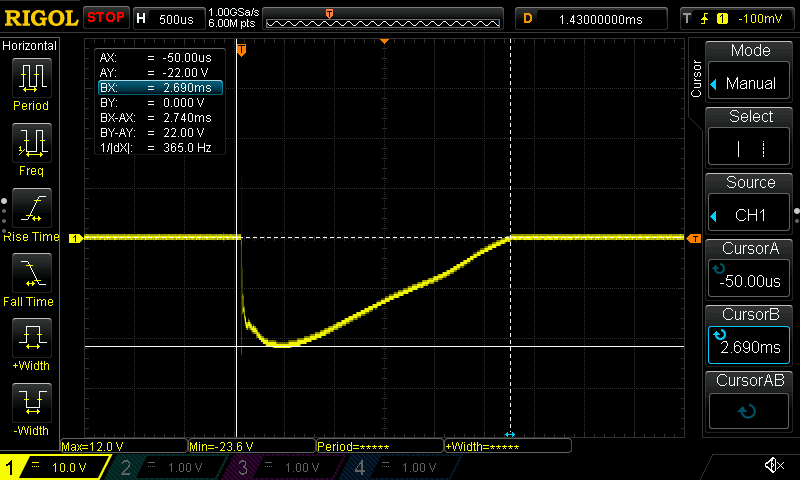 RIGOL STOP H 500us 1.00GSa/s 6.00M pts D 1.43000000ms T 1 -100mV
Horizontal
Period
Freq
Rise Time
Fall Time
+Width
-Width
AX: = -50.00us
AY: = -22.00 V
BX: = 2.690ms
BY: = 0.000 V
BX-AX: = 2.740ms
BY-AY: = 22.00 V
1/|dX|: = 365.0 Hz
T
1
T
Cursor
Mode
Manual
Select
Source
CH1
CursorA
-50.00us
CursorB
2.690ms
CursorAB
Max=12.0 V Min=-23.6 V Period=***** +Width=*****
1 = 10.0 V 2 = 1.00 V 3 = 1.00 V 4 = 1.00 V